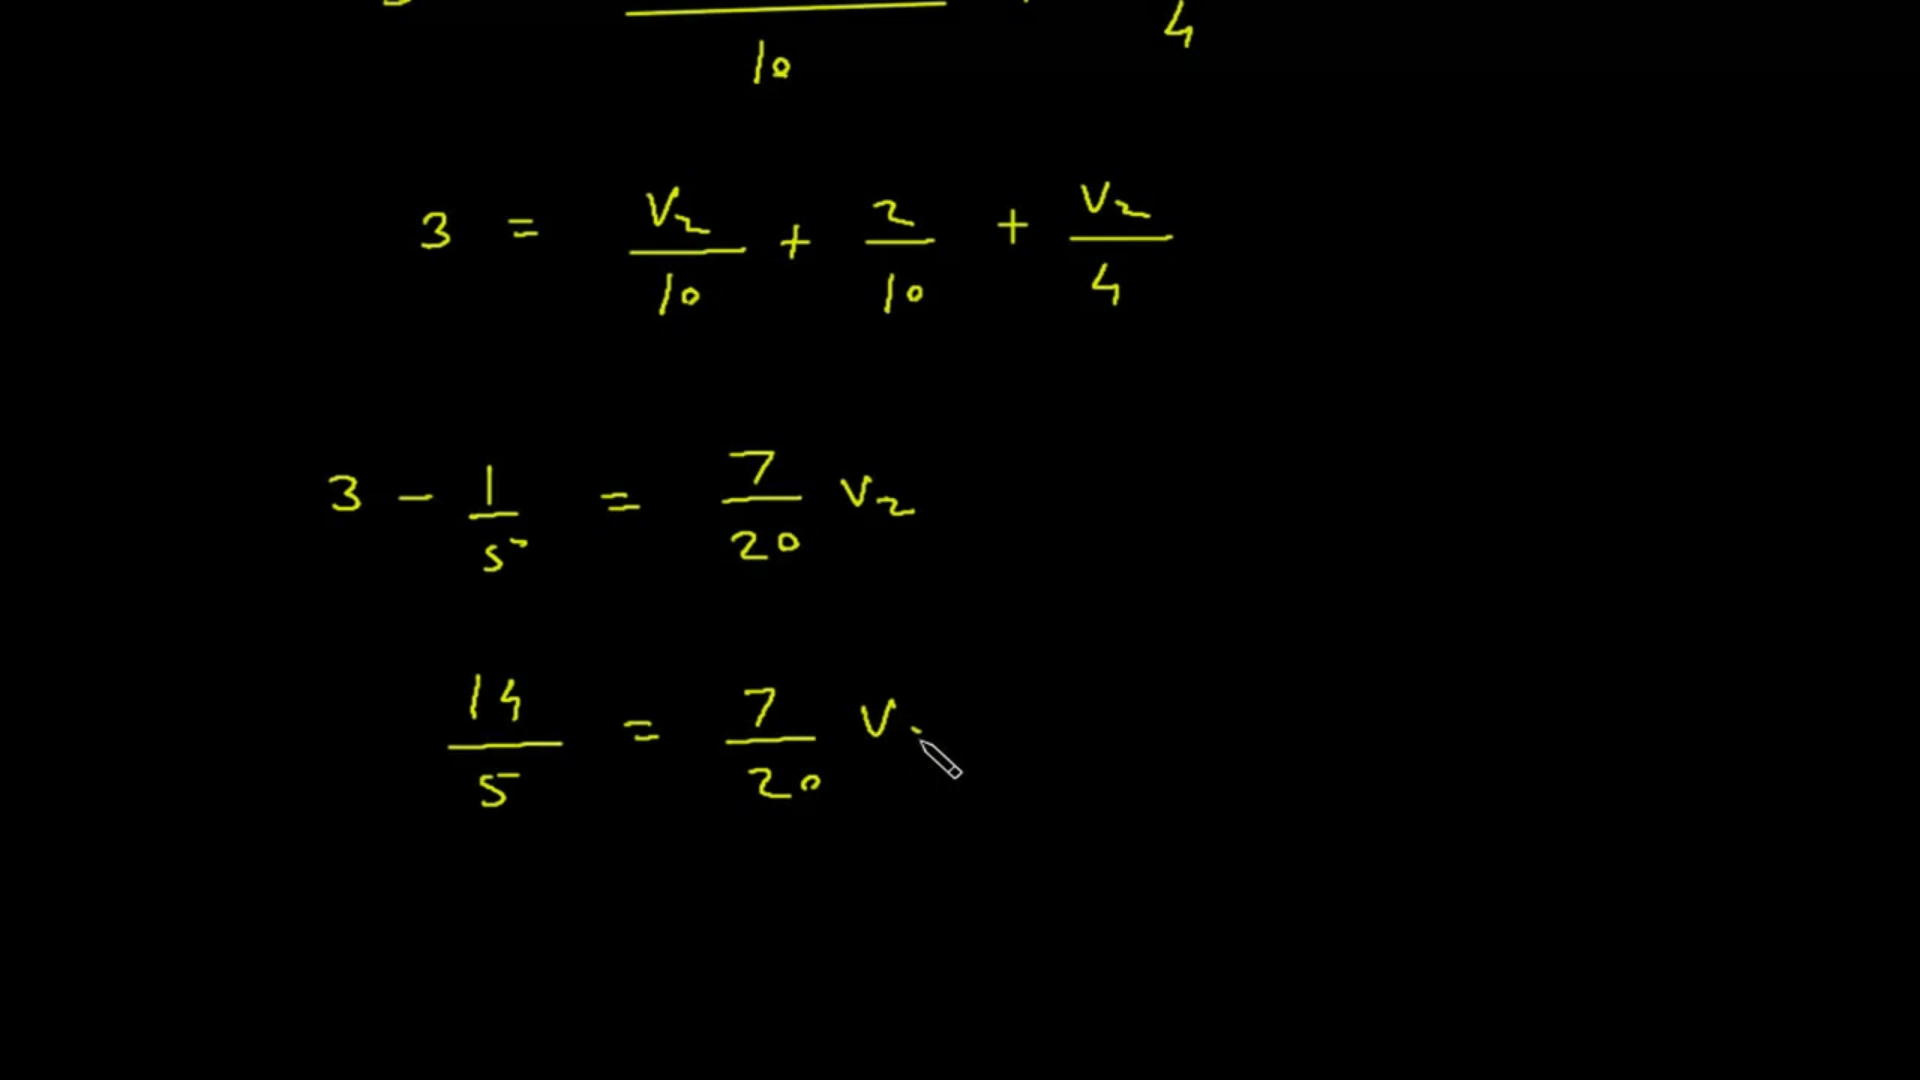 10 4
3 = V2/10 + 2/10 + V2/4
3 - 1/5 = 7/20 V2
14/5 = 7/20 V